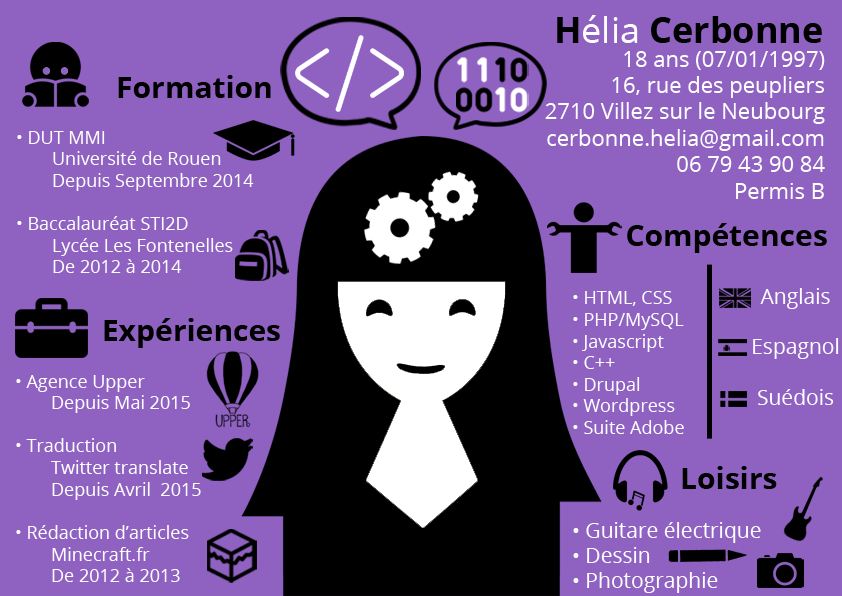 Hélia Cerbonne
18 ans (07/01/1997)
16, rue des peupliers
2710 Villez sur le Neubourg
cerbonne.helia@gmail.com
06 79 43 90 84
Permis B
</>
1110
0010
Formation
• DUT MMI
Université de Rouen
Depuis Septembre 2014
• Baccalauréat STI2D
Lycée Les Fontenelles
De 2012 à 2014
Expériences
• Agence Upper
Depuis Mai 2015
UPPER
• Traduction
Twitter translate
Depuis Avril 2015
• Rédaction d’articles
Minecraft.fr
De 2012 à 2013
Compétences
• HTML, CSS
• PHP/MySQL
• Javascript
• C++
• Drupal
• Wordpress
• Suite Adobe
Anglais
Espagnol
Suédois
Loisirs
• Guitare électrique
• Dessin
• Photographie